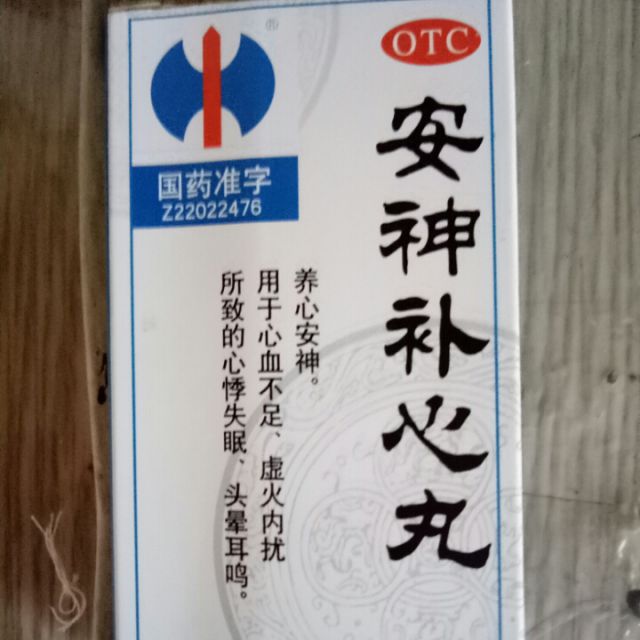 OTC
安神补心丸
®
国药准字
Z22022476
养心安神。
用于心血不足、虚火内扰
所致的心悸失眠、头晕耳鸣。